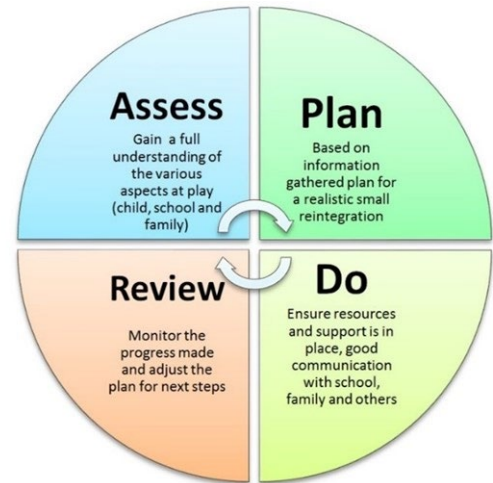 Assess
Gain a full
understanding of
the various
aspects at play
(child, school and
family)
Plan
Based on
information
gathered plan for
a realistic small
reintegration
Review
Monitor the
progress made
and adjust the
plan for next steps
Do
Ensure resources
and support is in
place, good
communication
with school,
family and others